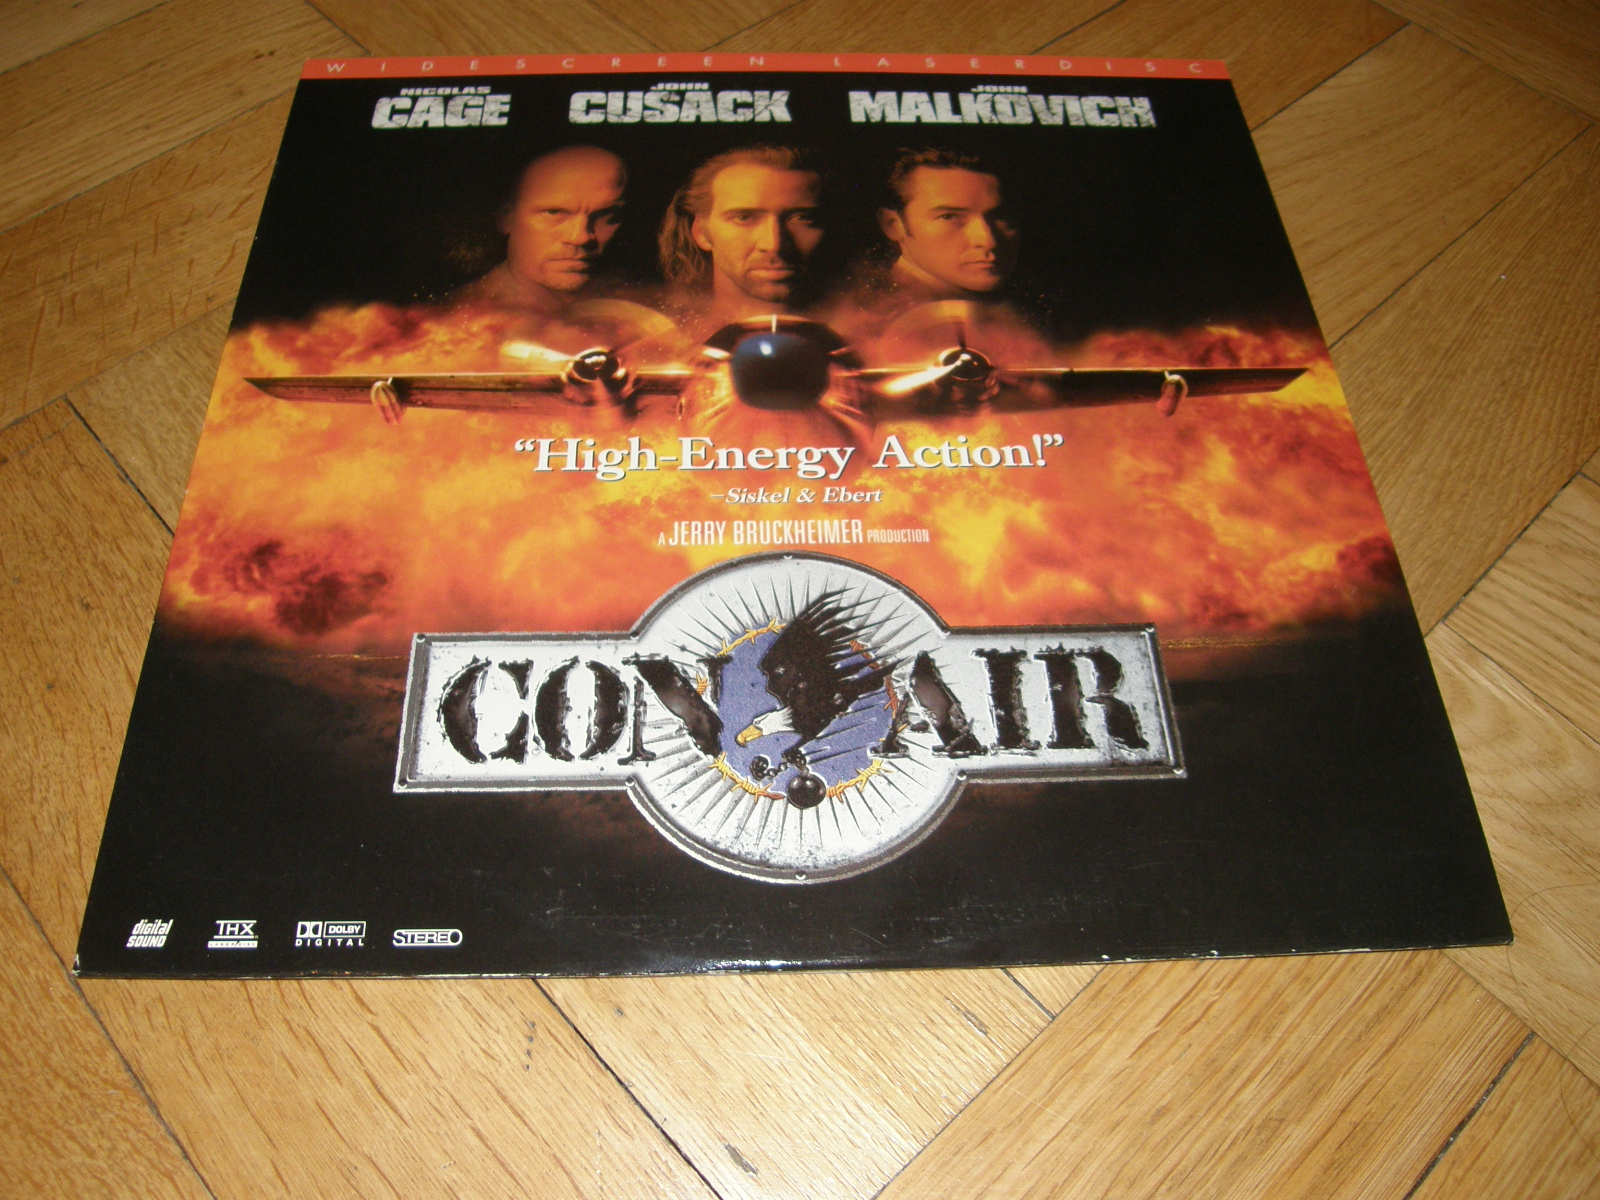 WIDESCREEN LASERDISC
NICOLAS CAGE
JOHN CUSACK
JOHN MALKOVICH
“High-Energy Action!”
–Siskel & Ebert
A JERRY BRUCKHEIMER PRODUCTION
CON AIR
digital SOUND
THX
DOLBY DIGITAL
STEREO